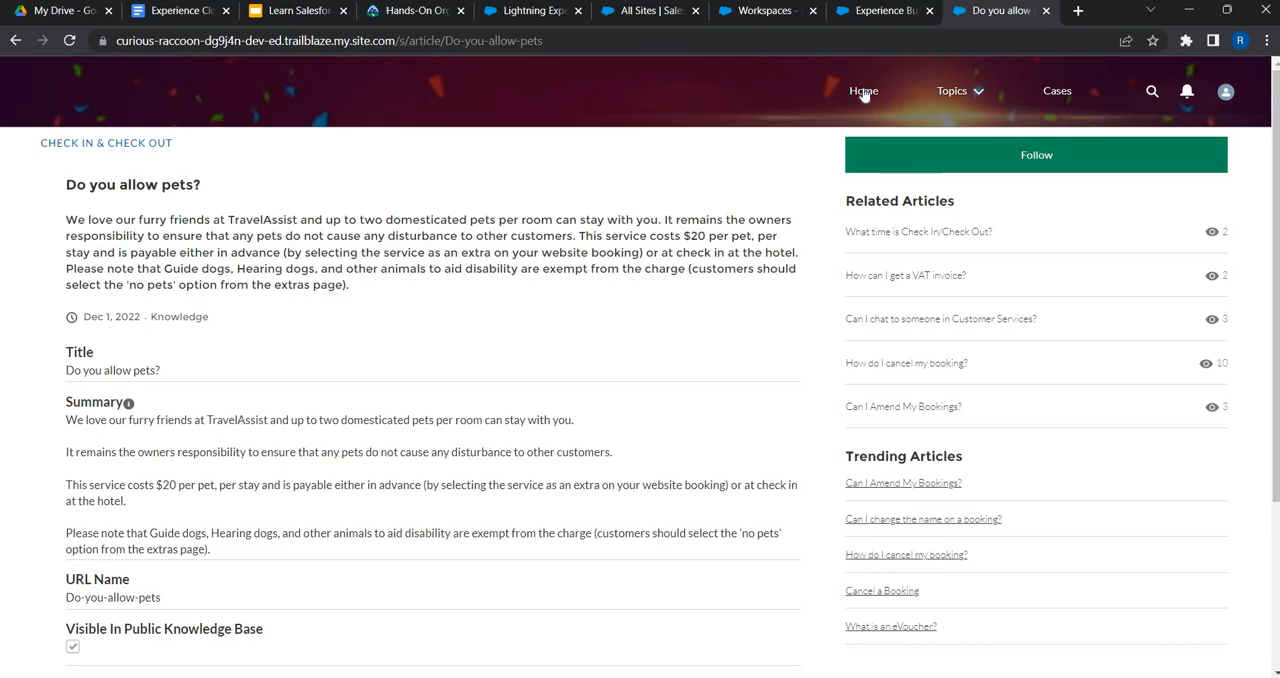 My Drive - Go
Experience Clo
Learn Salesfor
Hands-On Org
Lightning Expe
All Sites | Sale
Workspaces -
Experience Bu
Do you allow
curious-raccoon-dg9j4n-dev-ed.trailblaze.my.site.com/s/article/Do-you-allow-pets
R
Home
Topics
Cases
CHECK IN & CHECK OUT
Do you allow pets?
We love our furry friends at TravelAssist and up to two domesticated pets per room can stay with you. It remains the owners
responsibility to ensure that any pets do not cause any disturbance to other customers. This service costs $20 per pet, per
stay and is payable either in advance (by selecting the service as an extra on your website booking) or at check in at the hotel.
Please note that Guide dogs, Hearing dogs, and other animals to aid disability are exempt from the charge (customers should
select the 'no pets' option from the extras page).
Dec 1, 2022 . Knowledge
Title
Do you allow pets?
Summary
We love our furry friends at TravelAssist and up to two domesticated pets per room can stay with you.
It remains the owners responsibility to ensure that any pets do not cause any disturbance to other customers.
This service costs $20 per pet, per stay and is payable either in advance (by selecting the service as an extra on your website booking) or at check in
at the hotel.
Please note that Guide dogs, Hearing dogs, and other animals to aid disability are exempt from the charge (customers should select the 'no pets'
option from the extras page).
URL Name
Do-you-allow-pets
Visible In Public Knowledge Base
Follow
Related Articles
What time is Check In/Check Out? 2
How can I get a VAT invoice? 2
Can I chat to someone in Customer Services? 3
How do I cancel my booking? 10
Can I Amend My Bookings? 3
Trending Articles
Can I Amend My Bookings?
Can I change the name on a booking?
How do I cancel my booking?
Cancel a Booking
What is an eVoucher?